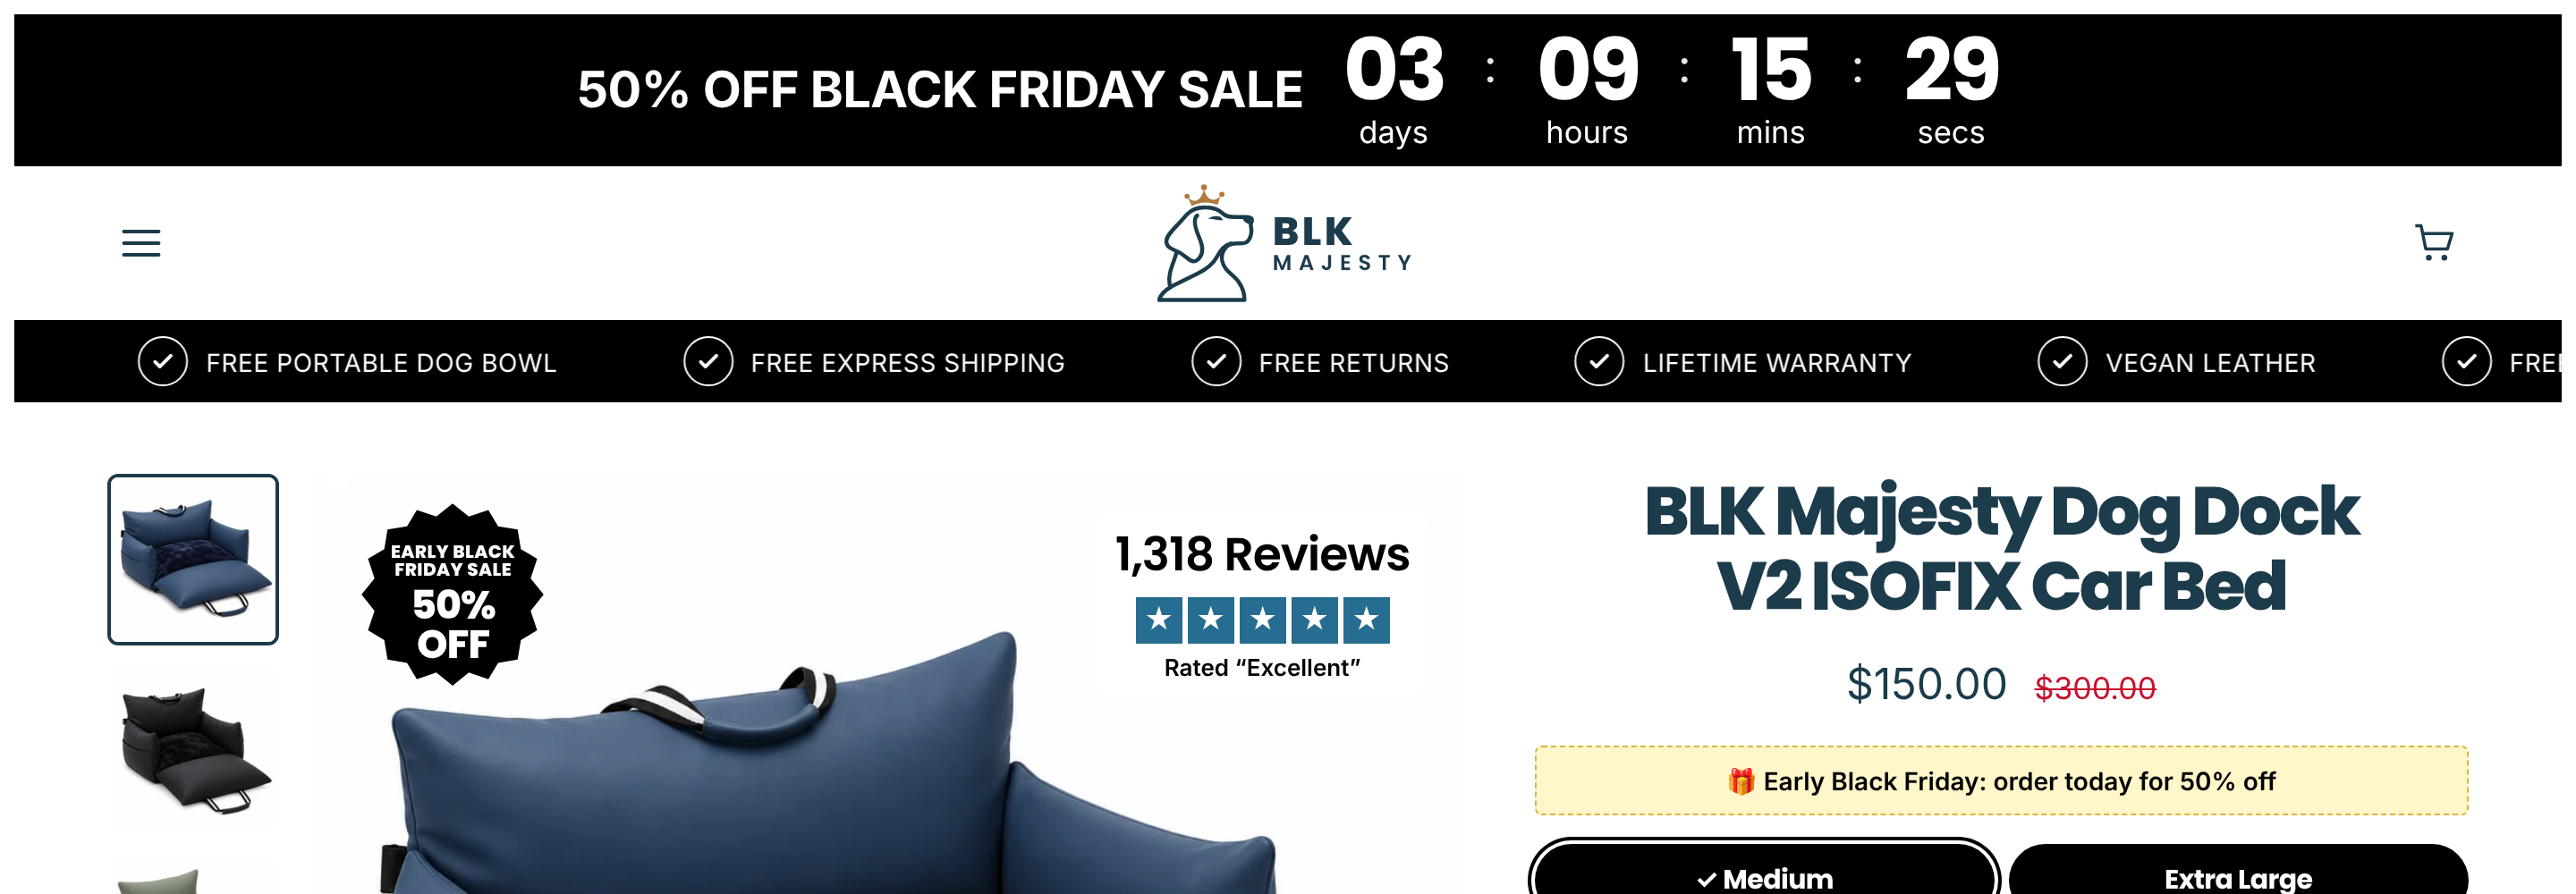 50% OFF BLACK FRIDAY SALE
03 : 09 : 15 : 29
days hours mins secs
BLK
MAJESTY
FREE PORTABLE DOG BOWL FREE EXPRESS SHIPPING FREE RETURNS LIFETIME WARRANTY VEGAN LEATHER FREE
EARLY BLACK
FRIDAY SALE
50%
OFF
1,318 Reviews
Rated “Excellent”
BLK Majesty Dog Dock
V2 ISOFIX Car Bed
$150.00 $300.00
🎁 Early Black Friday: order today for 50% off
✓ Medium
Extra Large